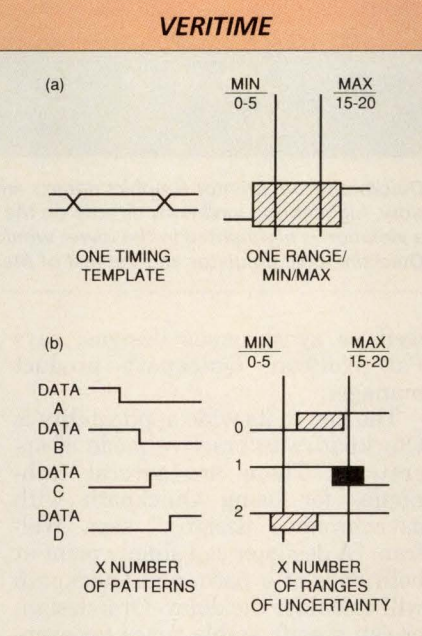 VERITIME
(a)
MIN
0-5
MAX
15-20
ONE TIMING
TEMPLATE
ONE RANGE/
MIN/MAX
(b)
MIN
0-5
MAX
15-20
DATA
A
DATA
B
DATA
C
DATA
D
0
1
2
X NUMBER
OF PATTERNS
X NUMBER
OF RANGES
OF UNCERTAINTY